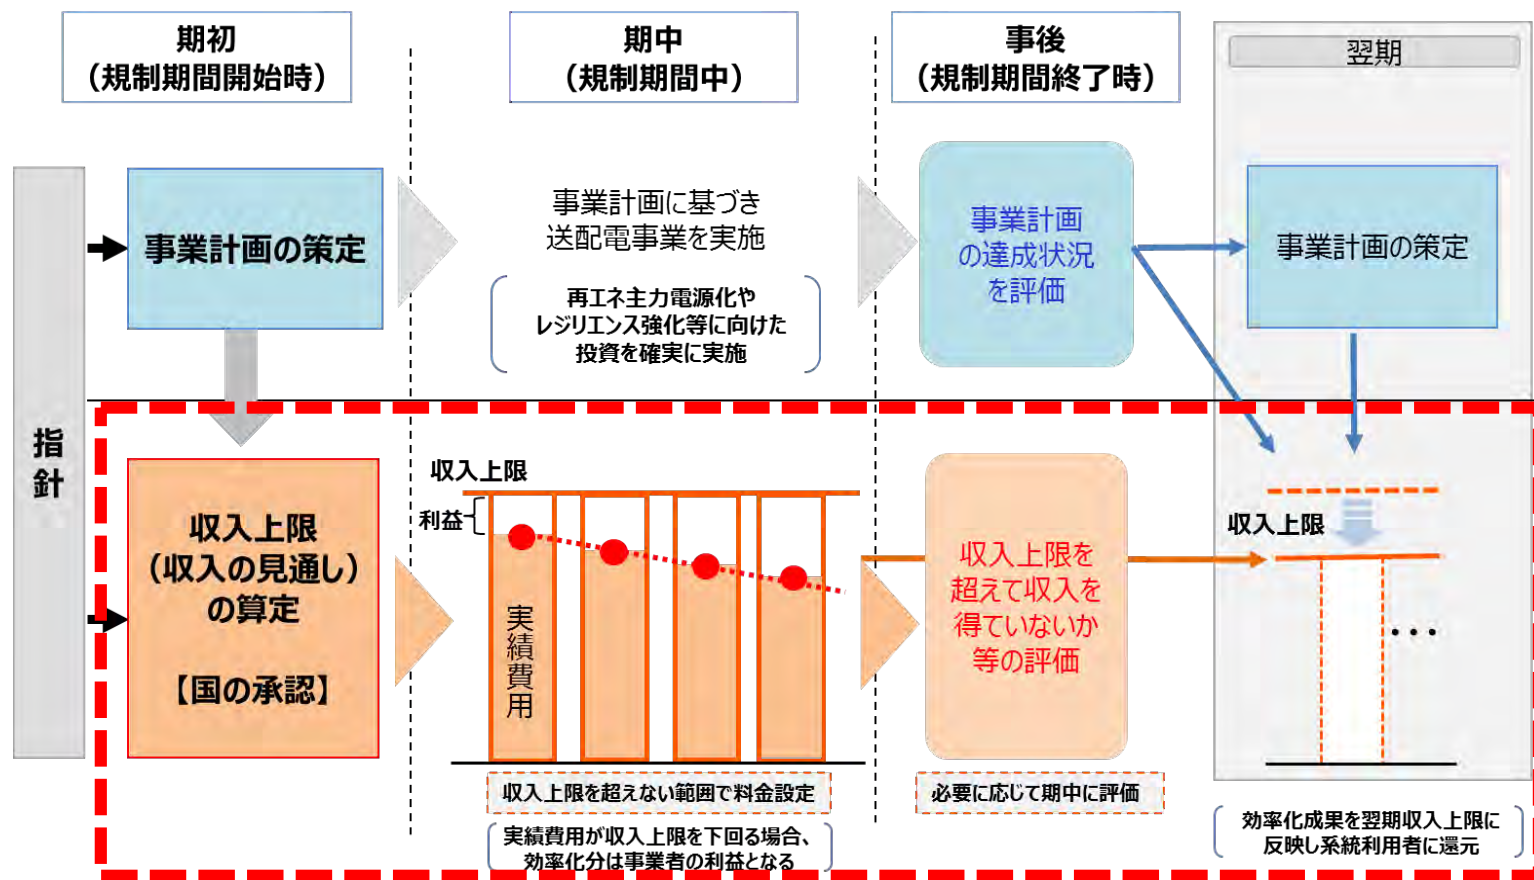 期初
（規制期間開始時）
期中
（規制期間中）
事後
（規制期間終了時）
翌期
指針
事業計画の策定
事業計画に基づき
送配電事業を実施
再エネ主力電源化や
レジリエンス強化等に向けた
投資を確実に実施
事業計画
の達成状況
を評価
事業計画の策定
収入上限
（収入の見通し）
の算定
【国の承認】
収入上限
利益
実績費用
収入上限を超えない範囲で料金設定
実績費用が収入上限を下回る場合、
効率化分は事業者の利益となる
収入上限を
超えて収入を
得ていないか
等の評価
必要に応じて期中に評価
収入上限
･･･
効率化成果を翌期収入上限に
反映し系統利用者に還元